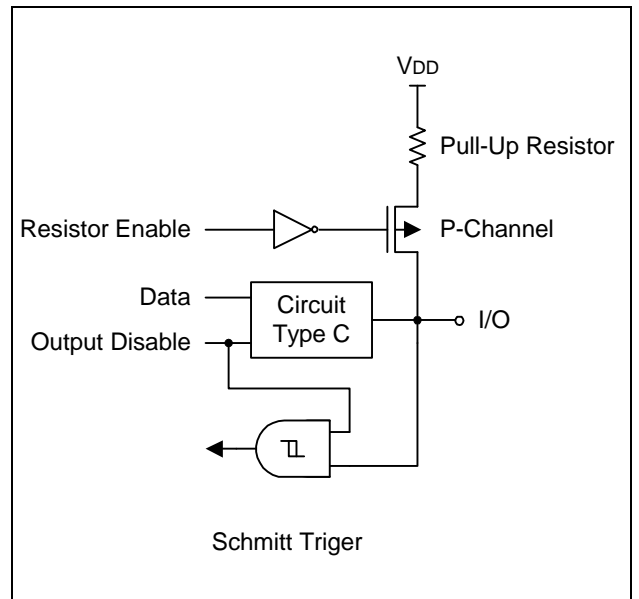 VDD
Pull-Up Resistor
Resistor Enable
P-Channel
Data
Circuit
Type C
I/O
Output Disable
Schmitt Triger